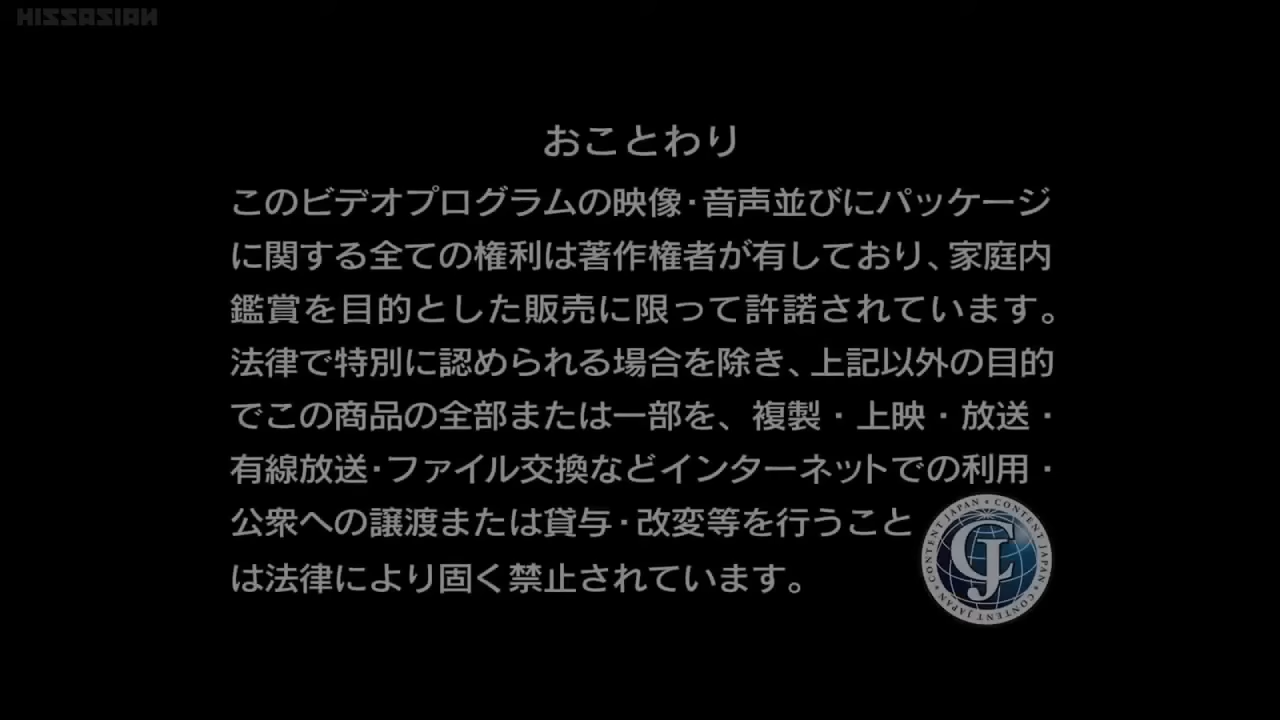 HISSASIAN
おことわり
このビデオプログラムの映像・音声並びにパッケージ
に関する全ての権利は著作権者が有しており、家庭内
鑑賞を目的とした販売に限って許諾されています。
法律で特別に認められる場合を除き、上記以外の目的
でこの商品の全部または一部を、複製・上映・放送・
有線放送・ファイル交換などインターネットでの利用・
公衆への譲渡または貸与・改変等を行うこと
は法律により固く禁止されています。
CONTENT JAPAN * CONTENT JAPAN * CONTENT JAPAN *
CJ